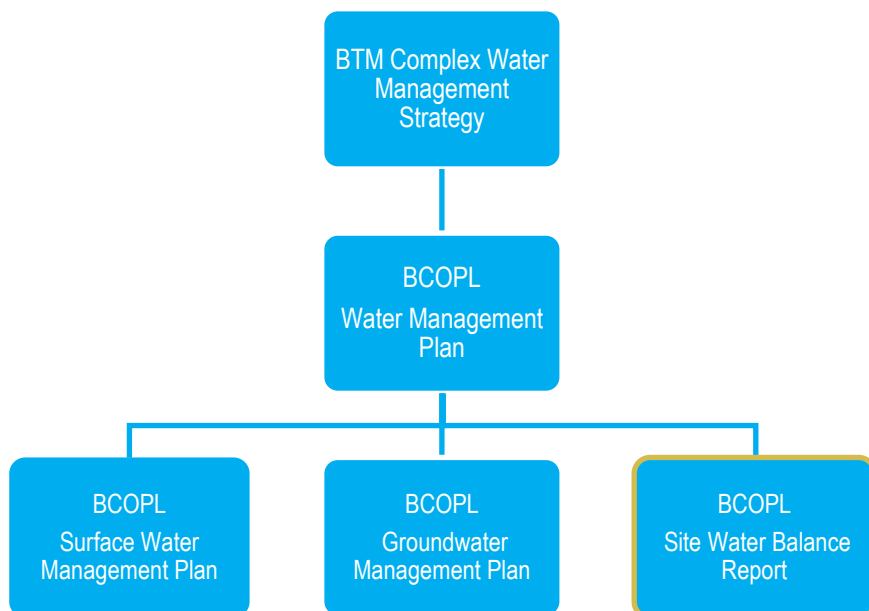 BTM Complex Water
Management
Strategy
BCOPL
Water Management
Plan
BCOPL
Surface Water
Management Plan
BCOPL
Groundwater
Management Plan
BCOPL
Site Water Balance
Report